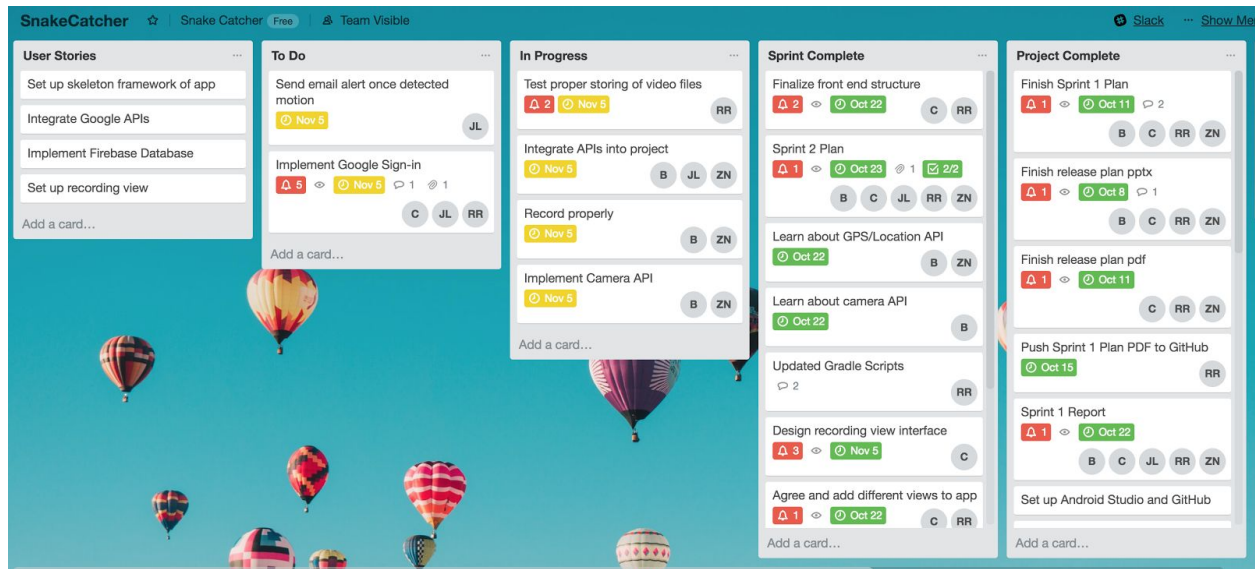 SnakeCatcher Snake Catcher Free Team Visible Slack ... Show Me
User Stories ...
Set up skeleton framework of app
Integrate Google APIs
Implement Firebase Database
Set up recording view
Add a card...
To Do ...
Send email alert once detected
motion
Nov 5
JL
Implement Google Sign-in
5 Nov 5 1 1
C JL RR
Add a card...
In Progress ...
Test proper storing of video files
2 Nov 5
RR
Integrate APIs into project
Nov 5
B JL ZN
Record properly
Nov 5
B ZN
Implement Camera API
Nov 5
B ZN
Add a card...
Sprint Complete ...
Finalize front end structure
2 Oct 22
C RR
Sprint 2 Plan
1 Oct 23 1 2/2
B C JL RR ZN
Learn about GPS/Location API
Oct 22
B ZN
Learn about camera API
Oct 22
B
Updated Gradle Scripts
2
RR
Design recording view interface
3 Nov 5
C
Agree and add different views to app
1 Oct 22
C RR
Add a card...
Project Complete ...
Finish Sprint 1 Plan
1 Oct 11 2
B C RR ZN
Finish release plan pptx
1 Oct 8 1
B C RR ZN
Finish release plan pdf
1 Oct 11
C RR ZN
Push Sprint 1 Plan PDF to GitHub
Oct 15
RR
Sprint 1 Report
1 Oct 22
B C JL RR ZN
Set up Android Studio and GitHub
Add a card...